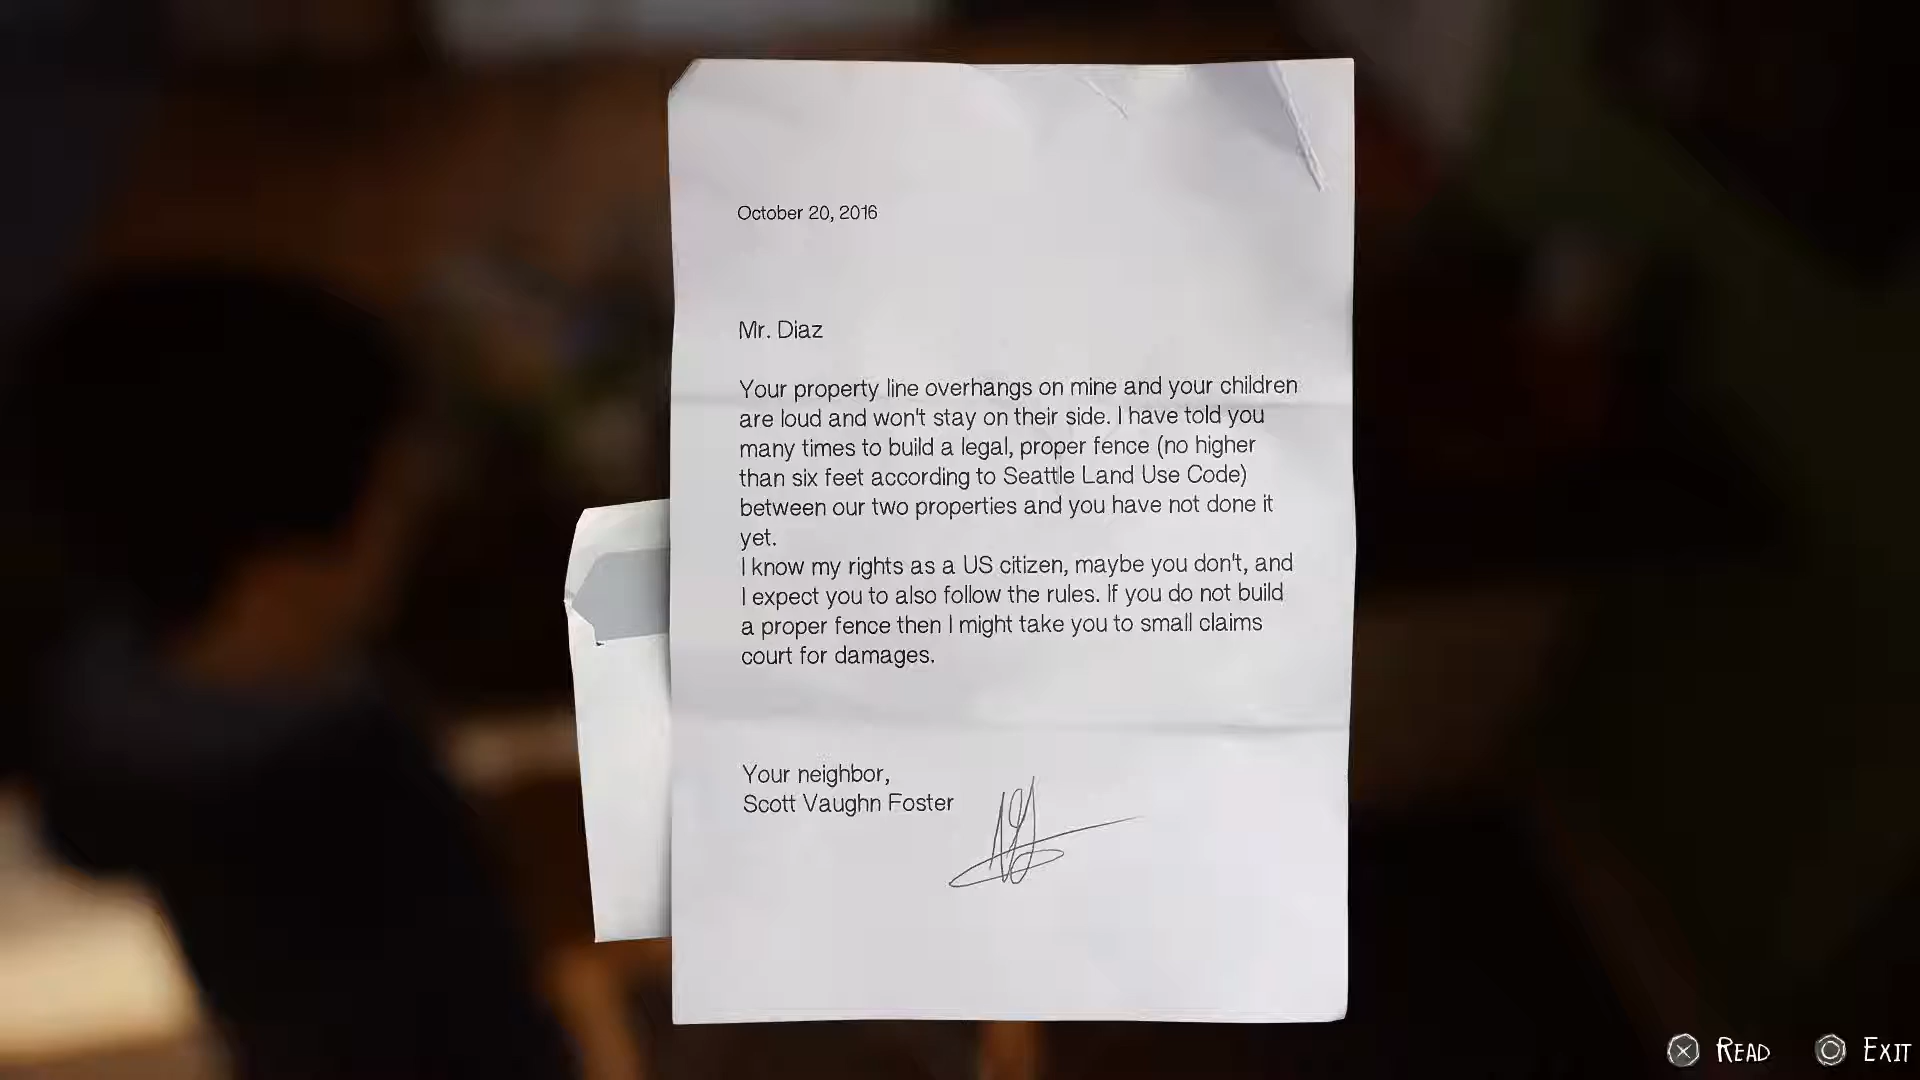 October 20, 2016
Mr. Diaz
Your property line overhangs on mine and your children
are loud and won't stay on their side. I have told you
many times to build a legal, proper fence (no higher
than six feet according to Seattle Land Use Code)
between our two properties and you have not done it
yet.
I know my rights as a US citizen, maybe you don't, and
I expect you to also follow the rules. If you do not build
a proper fence then I might take you to small claims
court for damages.
Your neighbor,
Scott Vaughn Foster
READ
EXIT